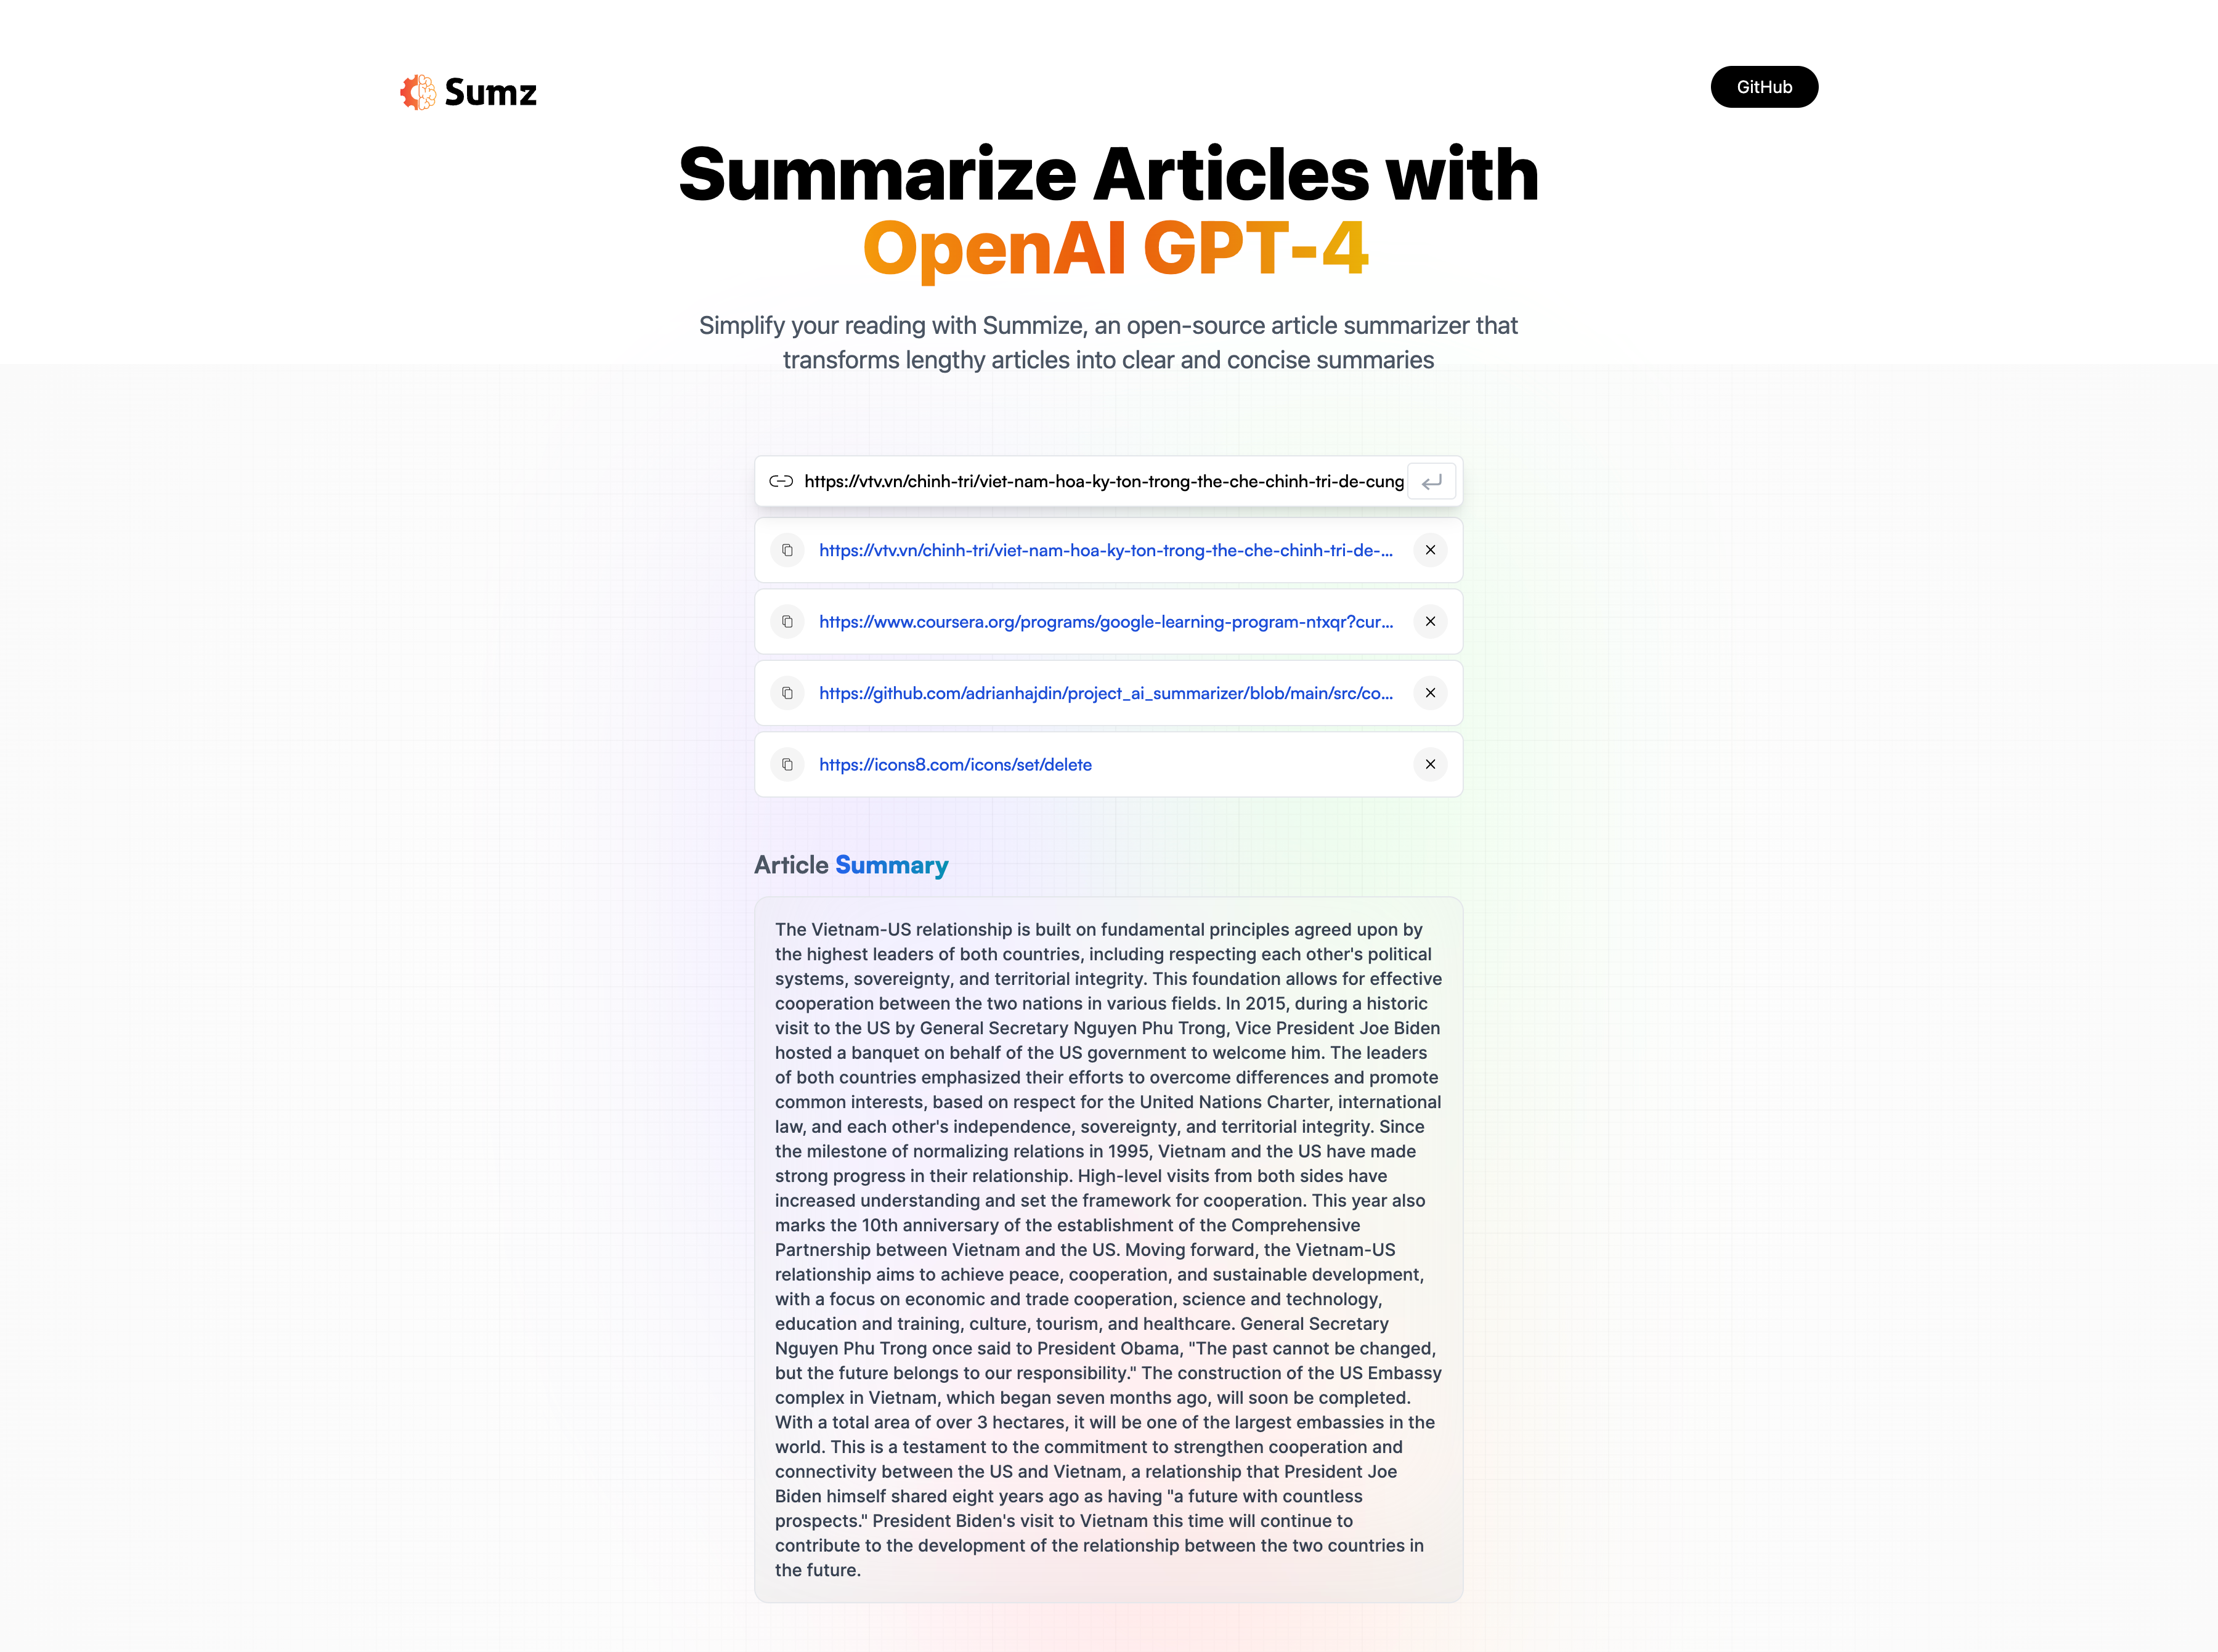 Sumz
GitHub
Summarize Articles with
OpenAI GPT-4
Simplify your reading with Summize, an open-source article summarizer that
transforms lengthy articles into clear and concise summaries
https://vtv.vn/chinh-tri/viet-nam-hoa-ky-ton-trong-the-che-chinh-tri-de-cung
https://vtv.vn/chinh-tri/viet-nam-hoa-ky-ton-trong-the-che-chinh-tri-de-...
https://www.coursera.org/programs/google-learning-program-ntxqr?cur...
https://github.com/adrianhajdin/project_ai_summarizer/blob/main/src/co...
https://icons8.com/icons/set/delete
Article Summary
The Vietnam-US relationship is built on fundamental principles agreed upon by
the highest leaders of both countries, including respecting each other's political
systems, sovereignty, and territorial integrity. This foundation allows for effective
cooperation between the two nations in various fields. In 2015, during a historic
visit to the US by General Secretary Nguyen Phu Trong, Vice President Joe Biden
hosted a banquet on behalf of the US government to welcome him. The leaders
of both countries emphasized their efforts to overcome differences and promote
common interests, based on respect for the United Nations Charter, international
law, and each other's independence, sovereignty, and territorial integrity. Since
the milestone of normalizing relations in 1995, Vietnam and the US have made
strong progress in their relationship. High-level visits from both sides have
increased understanding and set the framework for cooperation. This year also
marks the 10th anniversary of the establishment of the Comprehensive
Partnership between Vietnam and the US. Moving forward, the Vietnam-US
relationship aims to achieve peace, cooperation, and sustainable development,
with a focus on economic and trade cooperation, science and technology,
education and training, culture, tourism, and healthcare. General Secretary
Nguyen Phu Trong once said to President Obama, "The past cannot be changed,
but the future belongs to our responsibility." The construction of the US Embassy
complex in Vietnam, which began seven months ago, will soon be completed.
With a total area of over 3 hectares, it will be one of the largest embassies in the
world. This is a testament to the commitment to strengthen cooperation and
connectivity between the US and Vietnam, a relationship that President Joe
Biden himself shared eight years ago as having "a future with countless
prospects." President Biden's visit to Vietnam this time will continue to
contribute to the development of the relationship between the two countries in
the future.